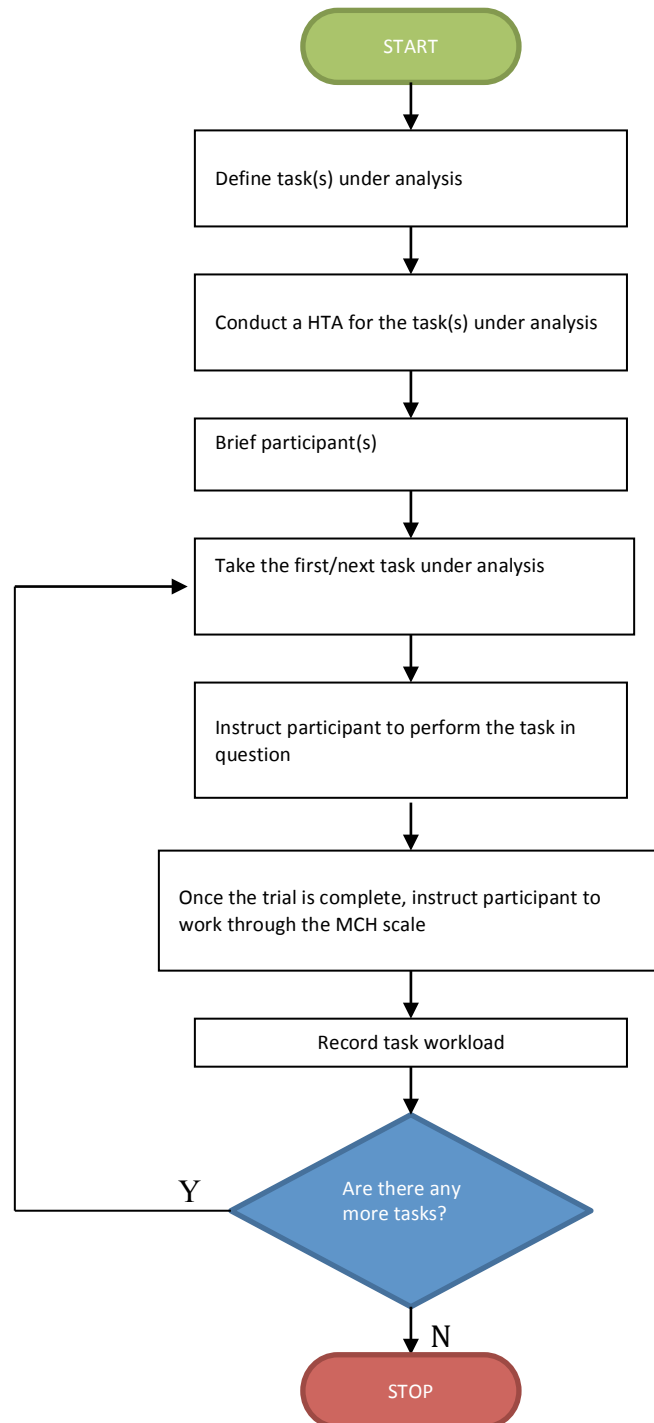 START
Define task(s) under analysis
Conduct a HTA for the task(s) under analysis
Brief participant(s)
Take the first/next task under analysis
Instruct participant to perform the task in
question
Once the trial is complete, instruct participant to
work through the MCH scale
Record task workload
Are there any
more tasks?
Y
N
STOP